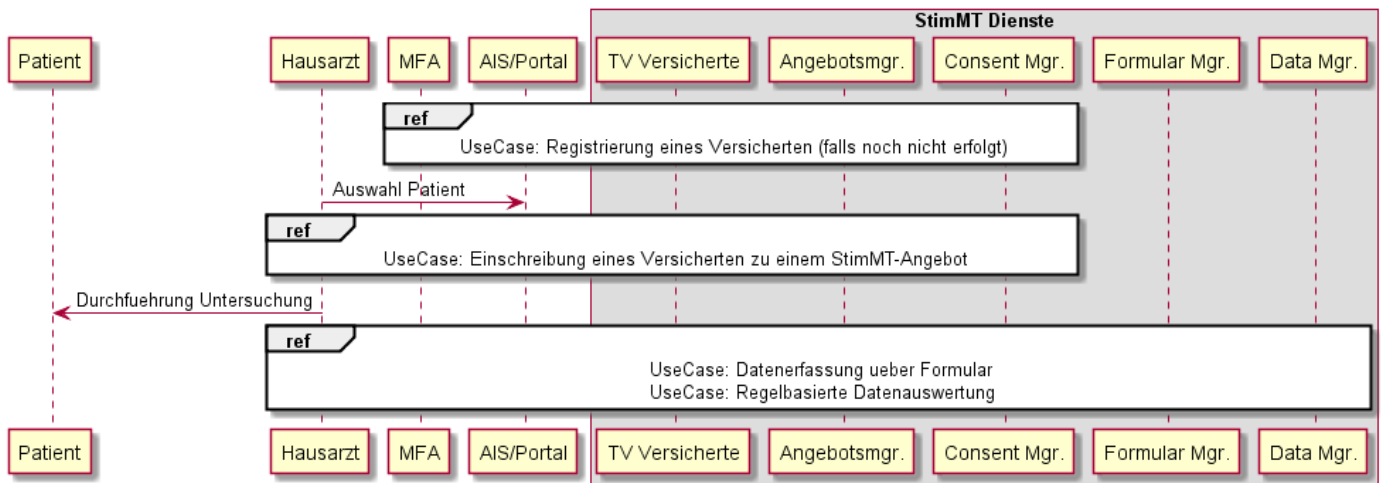 StimMT Dienste
Patient
Hausarzt
MFA
AIS/Portal
TV Versicherte
Angebotsmgr.
Consent Mgr.
Formular Mgr.
Data Mgr.
ref
UseCase: Registrierung eines Versicherten (falls noch nicht erfolgt)
Auswahl Patient
ref
UseCase: Einschreibung eines Versicherten zu einem StimMT-Angebot
Durchfuehrung Untersuchung
ref
UseCase: Datenerfassung ueber Formular
UseCase: Regelbasierte Datenauswertung
Patient
Hausarzt
MFA
AIS/Portal
TV Versicherte
Angebotsmgr.
Consent Mgr.
Formular Mgr.
Data Mgr.